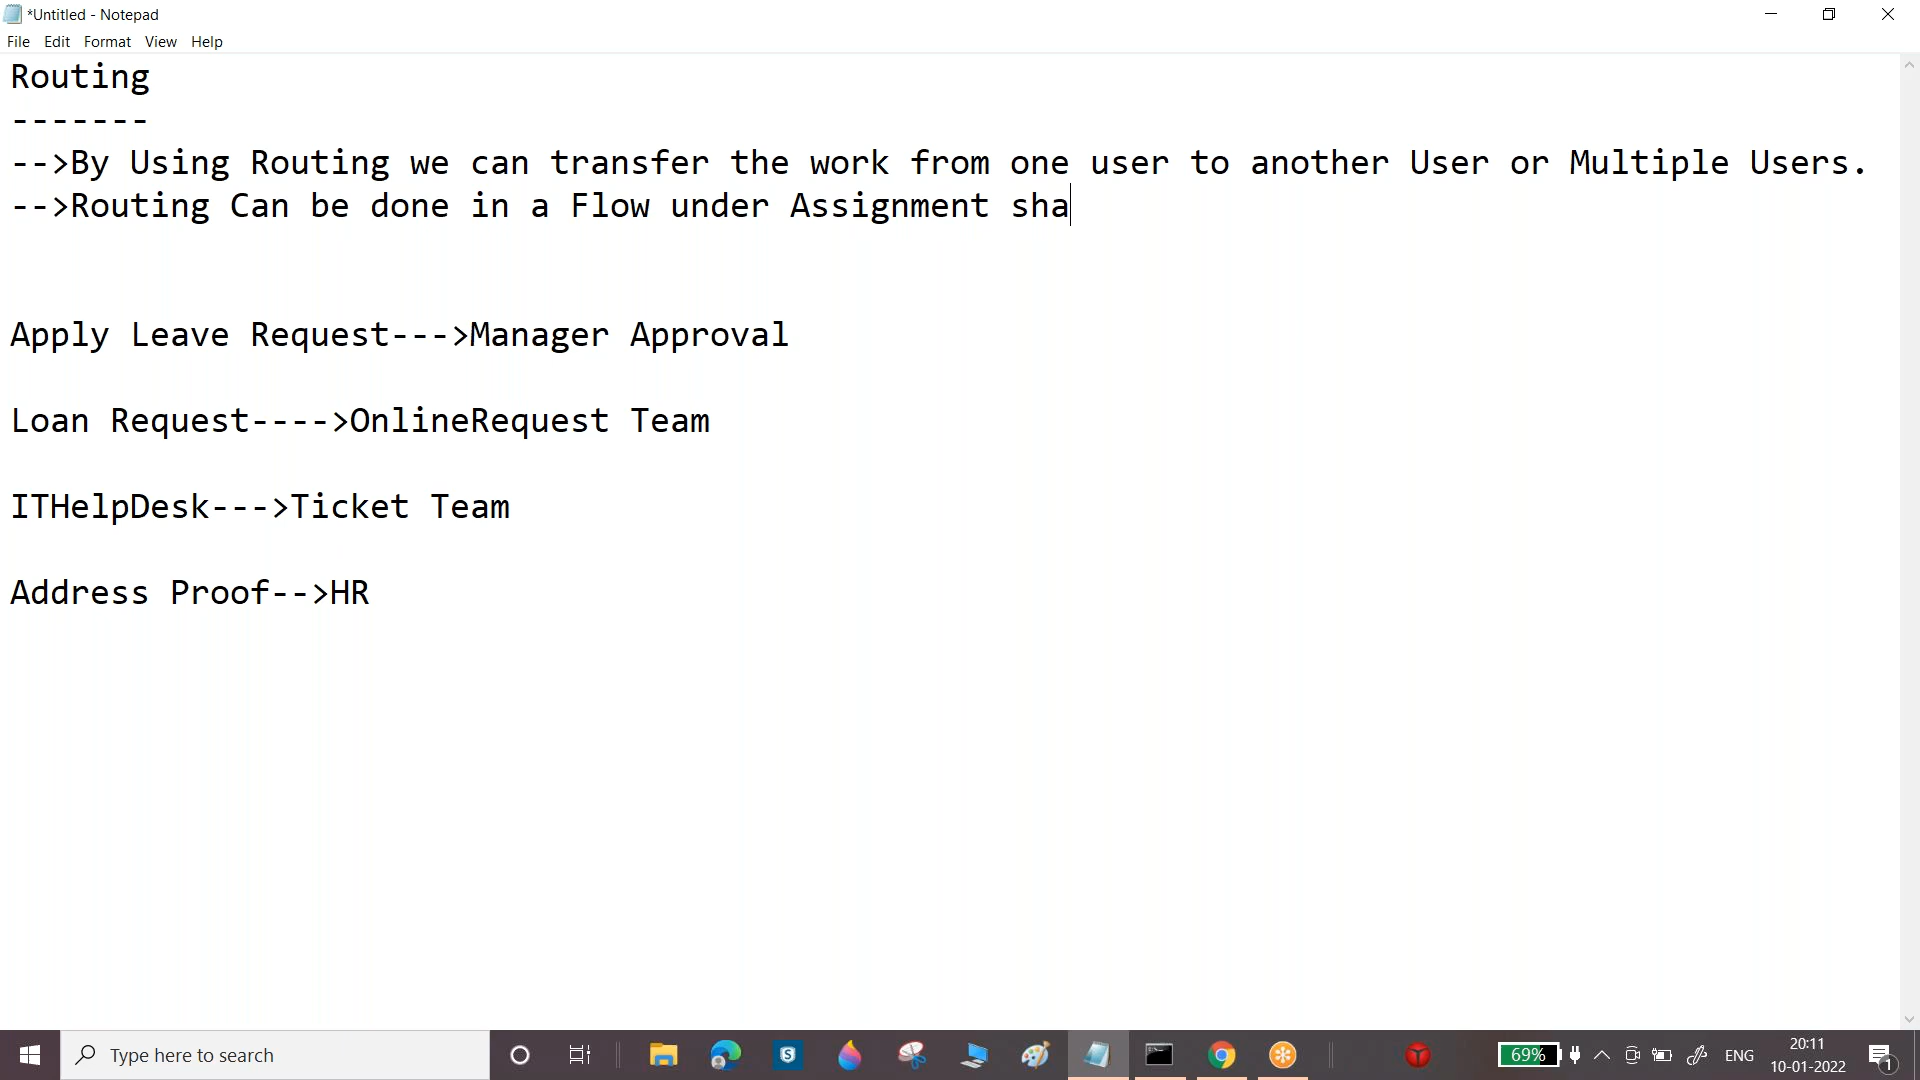 *Untitled - Notepad
File Edit Format View Help
Routing
-------
-->By Using Routing we can transfer the work from one user to another User or Multiple Users.
-->Routing Can be done in a Flow under Assignment sha
Apply Leave Request--->Manager Approval
Loan Request---->OnlineRequest Team
ITHelpDesk--->Ticket Team
Address Proof-->HR
Type here to search
S
69%
ENG
20:11
10-01-2022
1